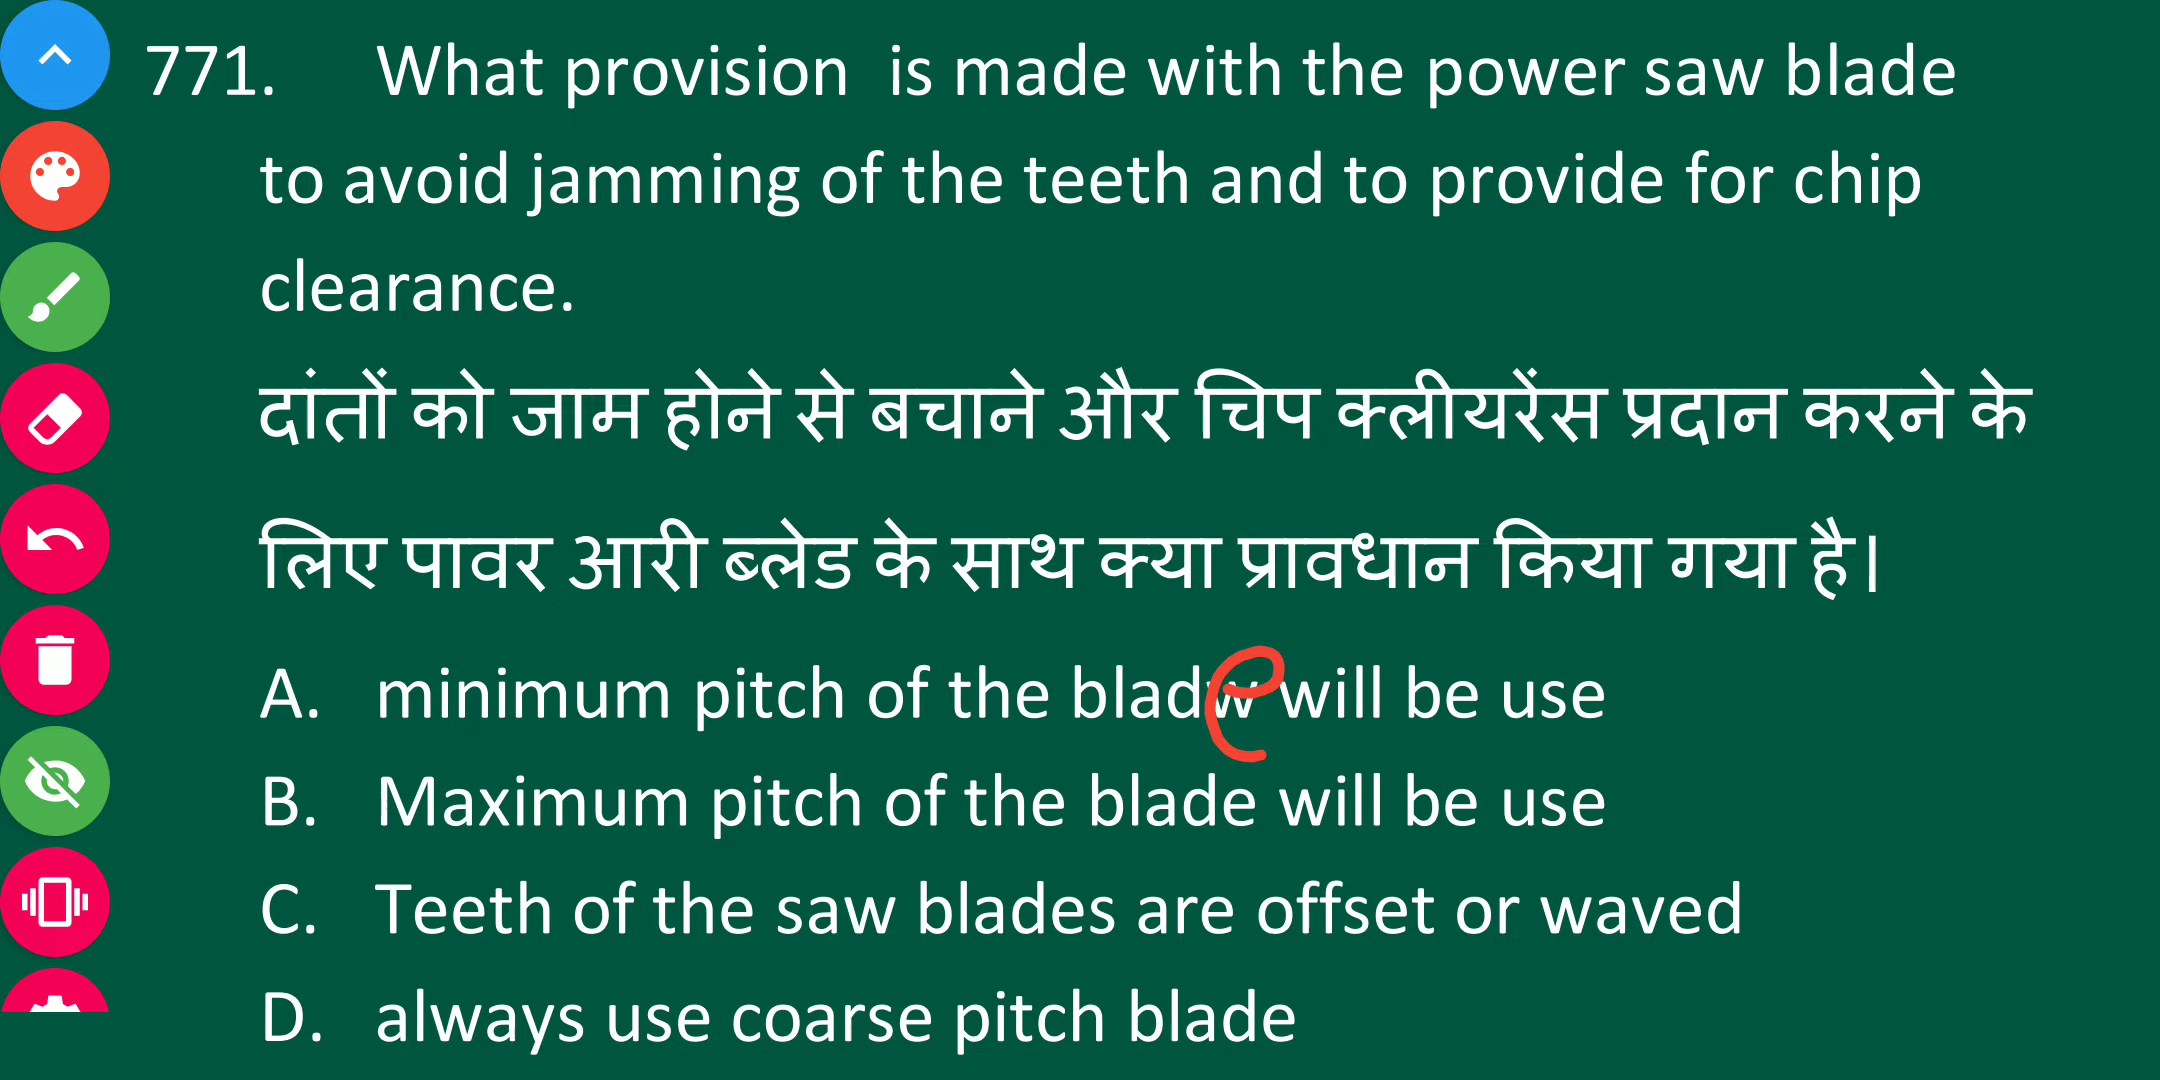 771. What provision is made with the power saw blade
to avoid jamming of the teeth and to provide for chip
clearance.
दांतों को जाम होने से बचाने और चिप क्लीयरेंस प्रदान करने के
लिए पावर आरी ब्लेड के साथ क्या प्रावधान किया गया है।
A. minimum pitch of the bladw will be use
e
B. Maximum pitch of the blade will be use
C. Teeth of the saw blades are offset or waved
D. always use coarse pitch blade